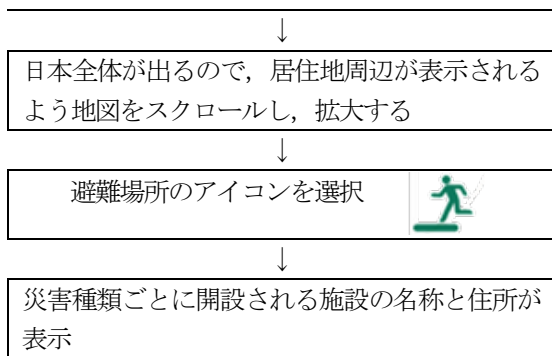 ↓
日本全体が出るので，居住地周辺が表示される
よう地図をスクロールし，拡大する
↓
避難場所のアイコンを選択
↓
災害種類ごとに開設される施設の名称と住所が
表示